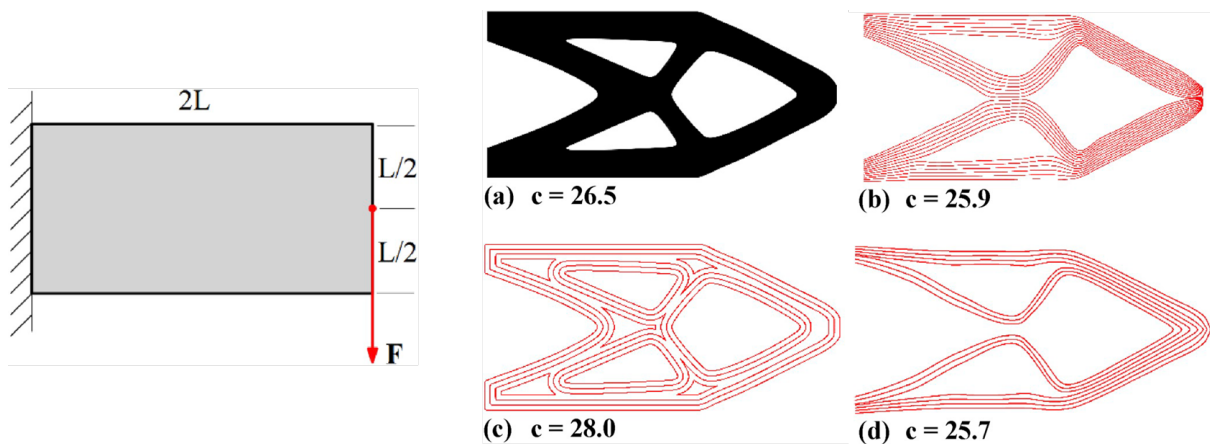 2L
L/2
L/2
F
(a) c = 26.5
(b) c = 25.9
(c) c = 28.0
(d) c = 25.7